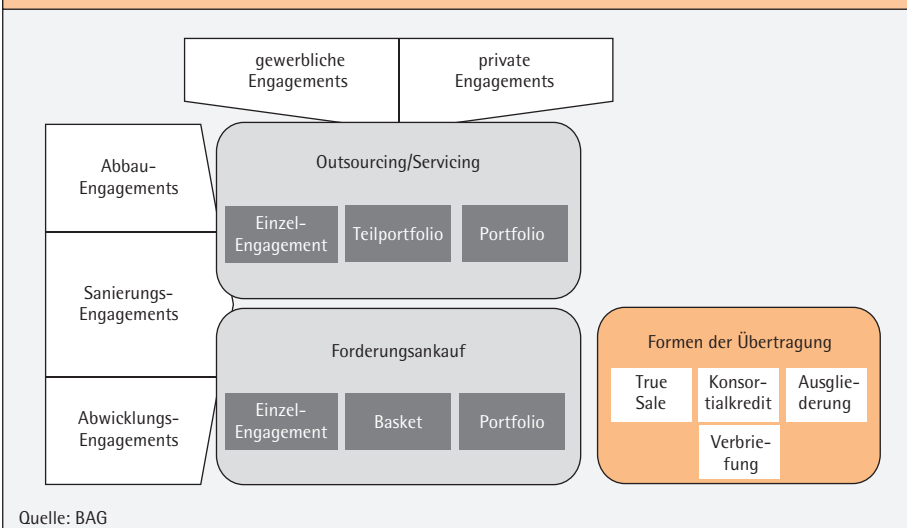 gewerbliche
Engagements
private
Engagements
Abbau-
Engagements
Outsourcing/Servicing
Einzel-
Engagement
Teilportfolio
Portfolio
Sanierungs-
Engagements
Forderungsankauf
Einzel-
Engagement
Basket
Portfolio
Abwicklungs-
Engagements
Formen der Übertragung
True
Sale
Konsor-
tialkredit
Ausglie-
derung
Verbrie-
fung
Quelle: BAG